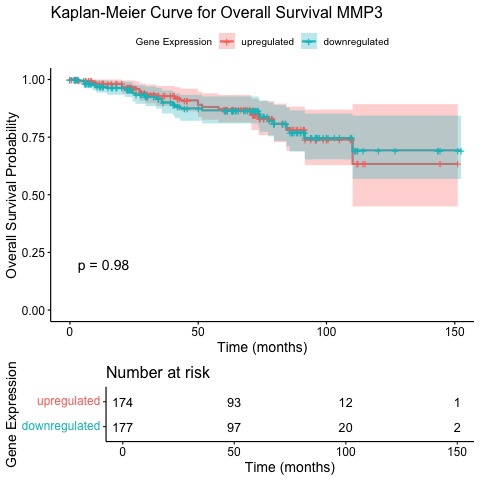 Kaplan-Meier Curve for Overall Survival MMP3
Gene Expression upregulated downregulated
Overall Survival Probability
1.00
0.75
0.50
0.25
0.00
p = 0.98
0 50 100 150
Time (months)
Number at risk
Gene Expression
upregulated 174 93 12 1
downregulated 177 97 20 2
0 50 100 150
Time (months)